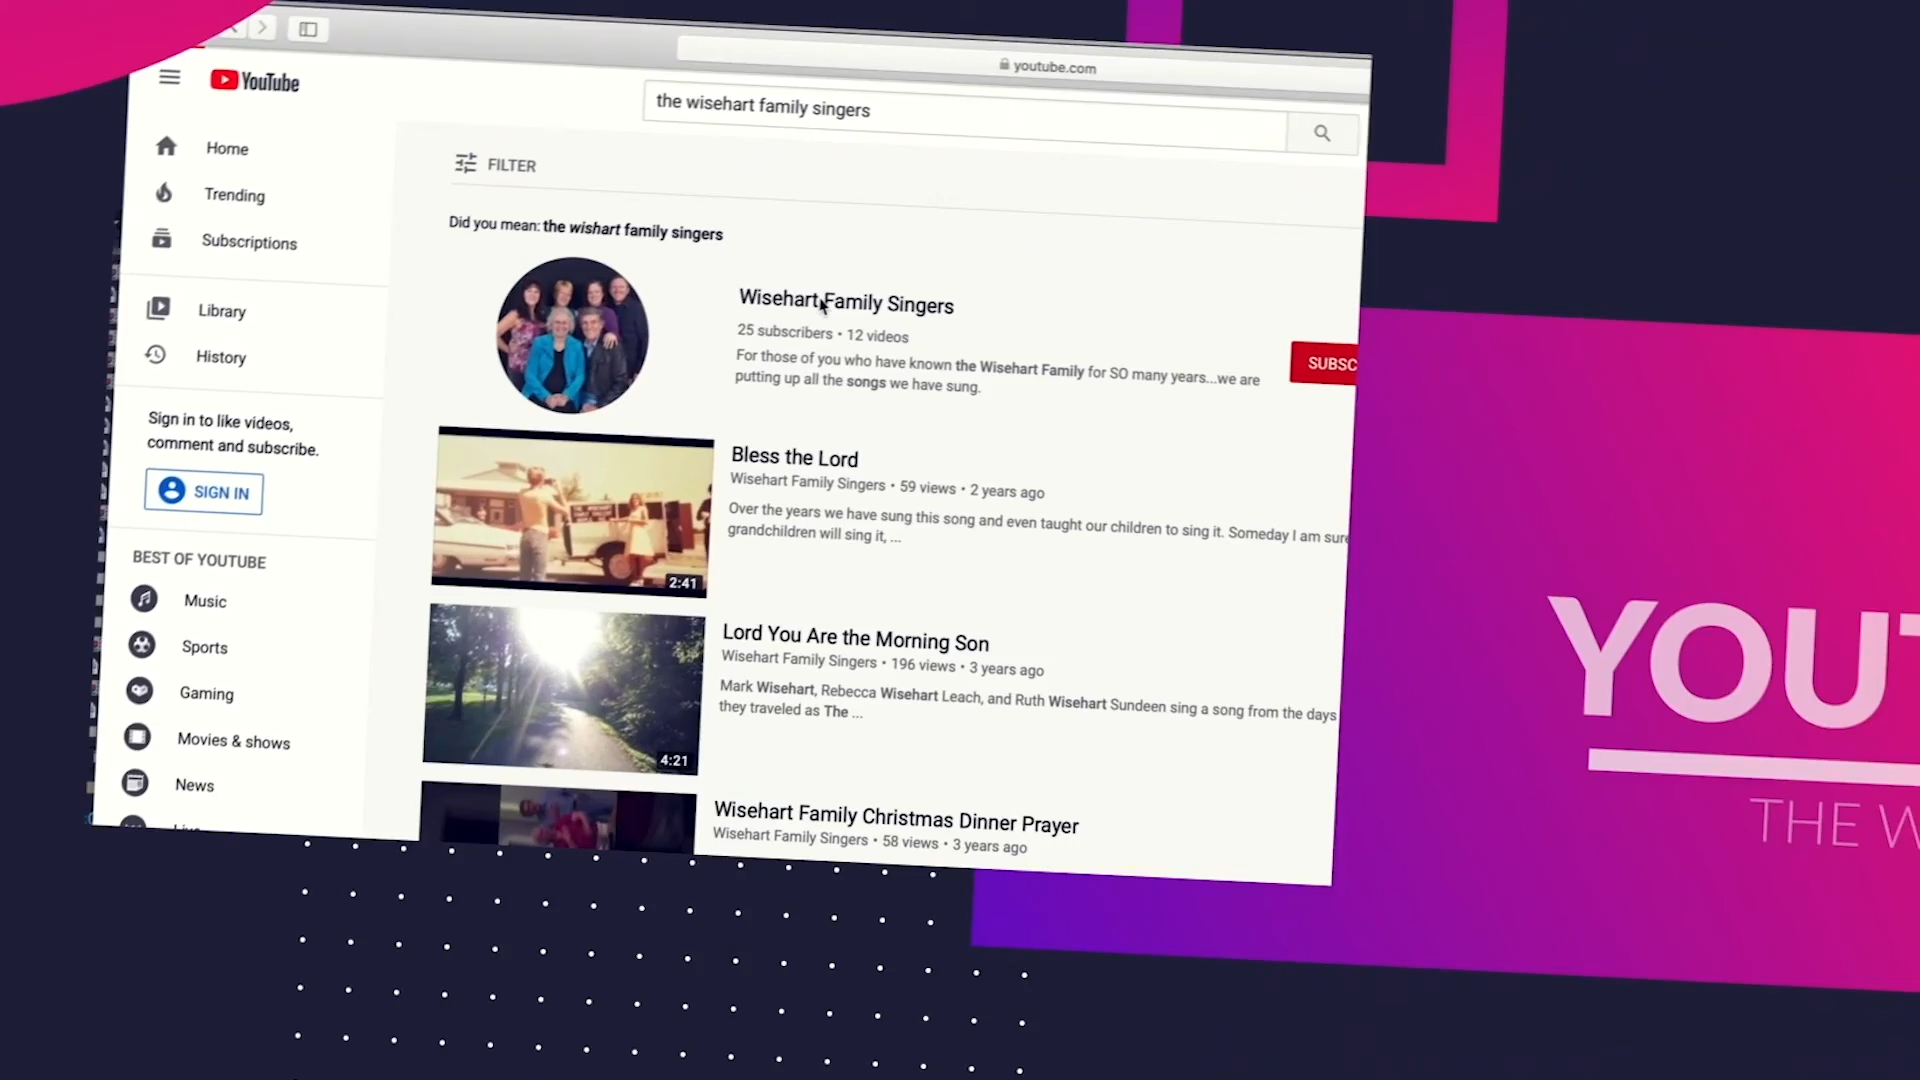 youtube.com
YouTube
the wisehart family singers
Home
Trending
Subscriptions
Library
History
Sign in to like videos,
comment and subscribe.
SIGN IN
BEST OF YOUTUBE
Music
Sports
Gaming
Movies & shows
News
Live
FILTER
Did you mean: the wishart family singers
Wisehart Family Singers
25 subscribers • 12 videos
For those of you who have known the Wisehart Family for SO many years...we are
putting up all the songs we have sung.
SUBSC
Bless the Lord
Wisehart Family Singers • 59 views • 2 years ago
Over the years we have sung this song and even taught our children to sing it. Someday I am sure
grandchildren will sing it, ...
2:41
Lord You Are the Morning Son
Wisehart Family Singers • 196 views • 3 years ago
Mark Wisehart, Rebecca Wisehart Leach, and Ruth Wisehart Sundeen sing a song from the days
they traveled as The ...
4:21
Wisehart Family Christmas Dinner Prayer
Wisehart Family Singers • 58 views • 3 years ago
YOUT
THE W